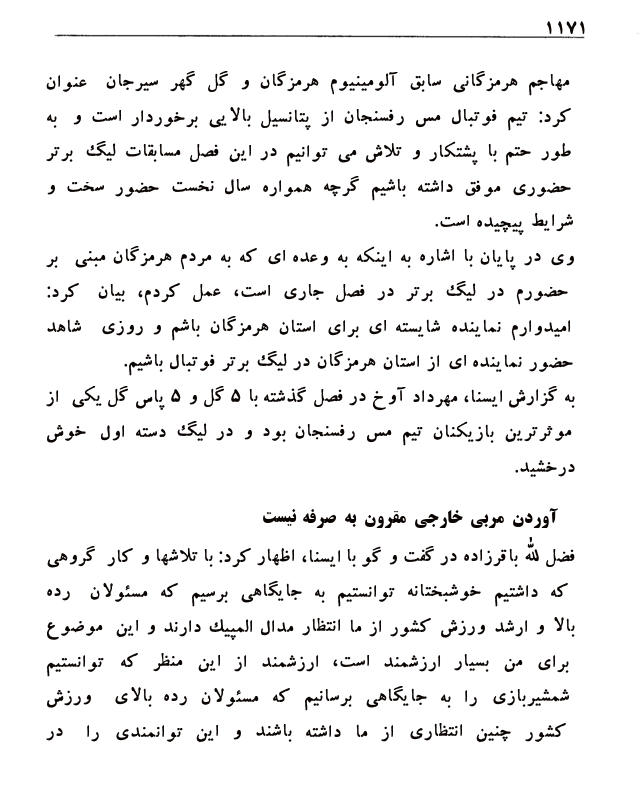 ۱۱۷۱
مهاجم هرمزگانی سابق آلومینیوم هرمزگان و گل گهر سیرجان عنوان
کرد: تیم فوتبال مس رفسنجان از پتانسیل بالایی برخوردار است و به
طور حتم با پشتکار و تلاش می توانیم در این فصل مسابقات لیگ برتر
حضوری موفق داشته باشیم گرچه همواره سال نخست حضور سخت و
شرایط پیچیده است.
وی در پایان با اشاره به اینکه به وعده ای که به مردم هرمزگان مبنی بر
حضورم در لیگ برتر در فصل جاری است، عمل کردم، بیان کرد:
امیدوارم نماینده شایسته ای برای استان هرمزگان باشم و روزی شاهد
حضور نماینده ای از استان هرمزگان در لیگ برتر فوتبال باشیم.
به گزارش ایسنا، مهرداد آوخ در فصل گذشته با ۵ گل و ۵ پاس گل یکی از
موثرترین بازیکنان تیم مس رفسنجان بود و در لیگ دسته اول خوش
درخشید.
آوردن مربی خارجی مقرون به صرفه نیست
فضل الله باقرزاده در گفت و گو با ایسنا، اظهار کرد: با تلاشها و کار گروهی
که داشتیم خوشبختانه توانستیم به جایگاهی برسیم که مسئولان رده
بالا و ارشد ورزش کشور از ما انتظار مدال المپیک دارند و این موضوع
برای من بسیار ارزشمند است، ارزشمند از این منظر که توانستیم
شمشیربازی را به جایگاهی برسانیم که مسئولان رده بالای ورزش
کشور چنین انتظاری از ما داشته باشند و این توانمندی را در